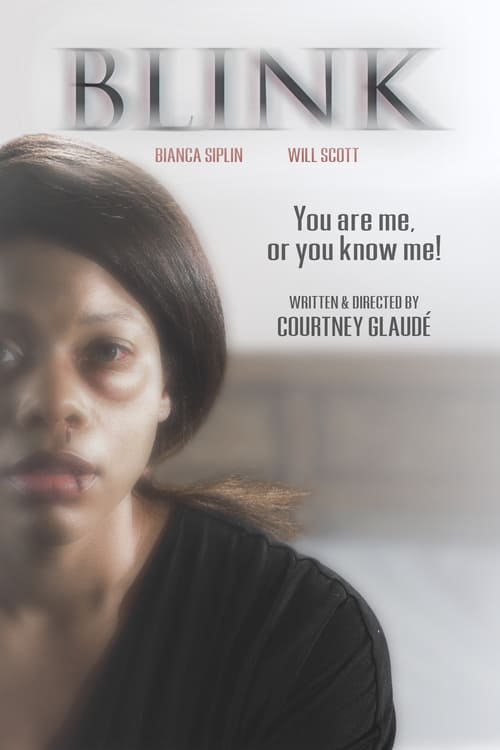 BLINK
BIANCA SIPLIN WILL SCOTT
You are me,
or you know me!
WRITTEN & DIRECTED BY
COURTNEY GLAUDÉ